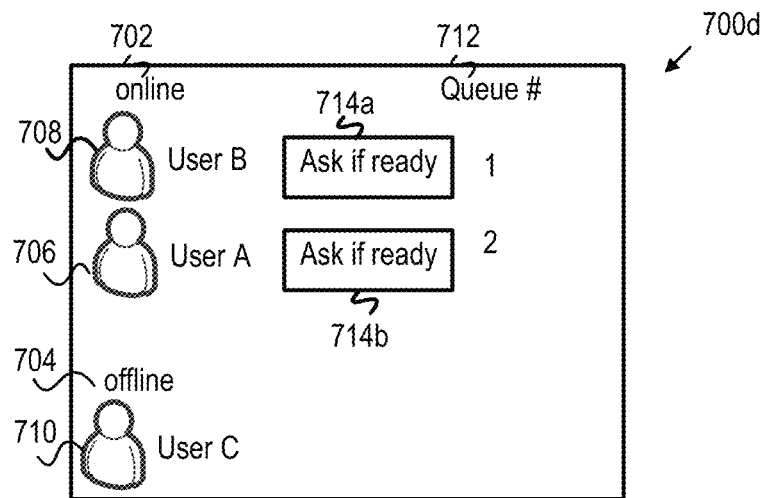 702 712 700d
online Queue #
714a
708 User B Ask if ready 1
706 User A Ask if ready 2
714b
704 offline
710 User C